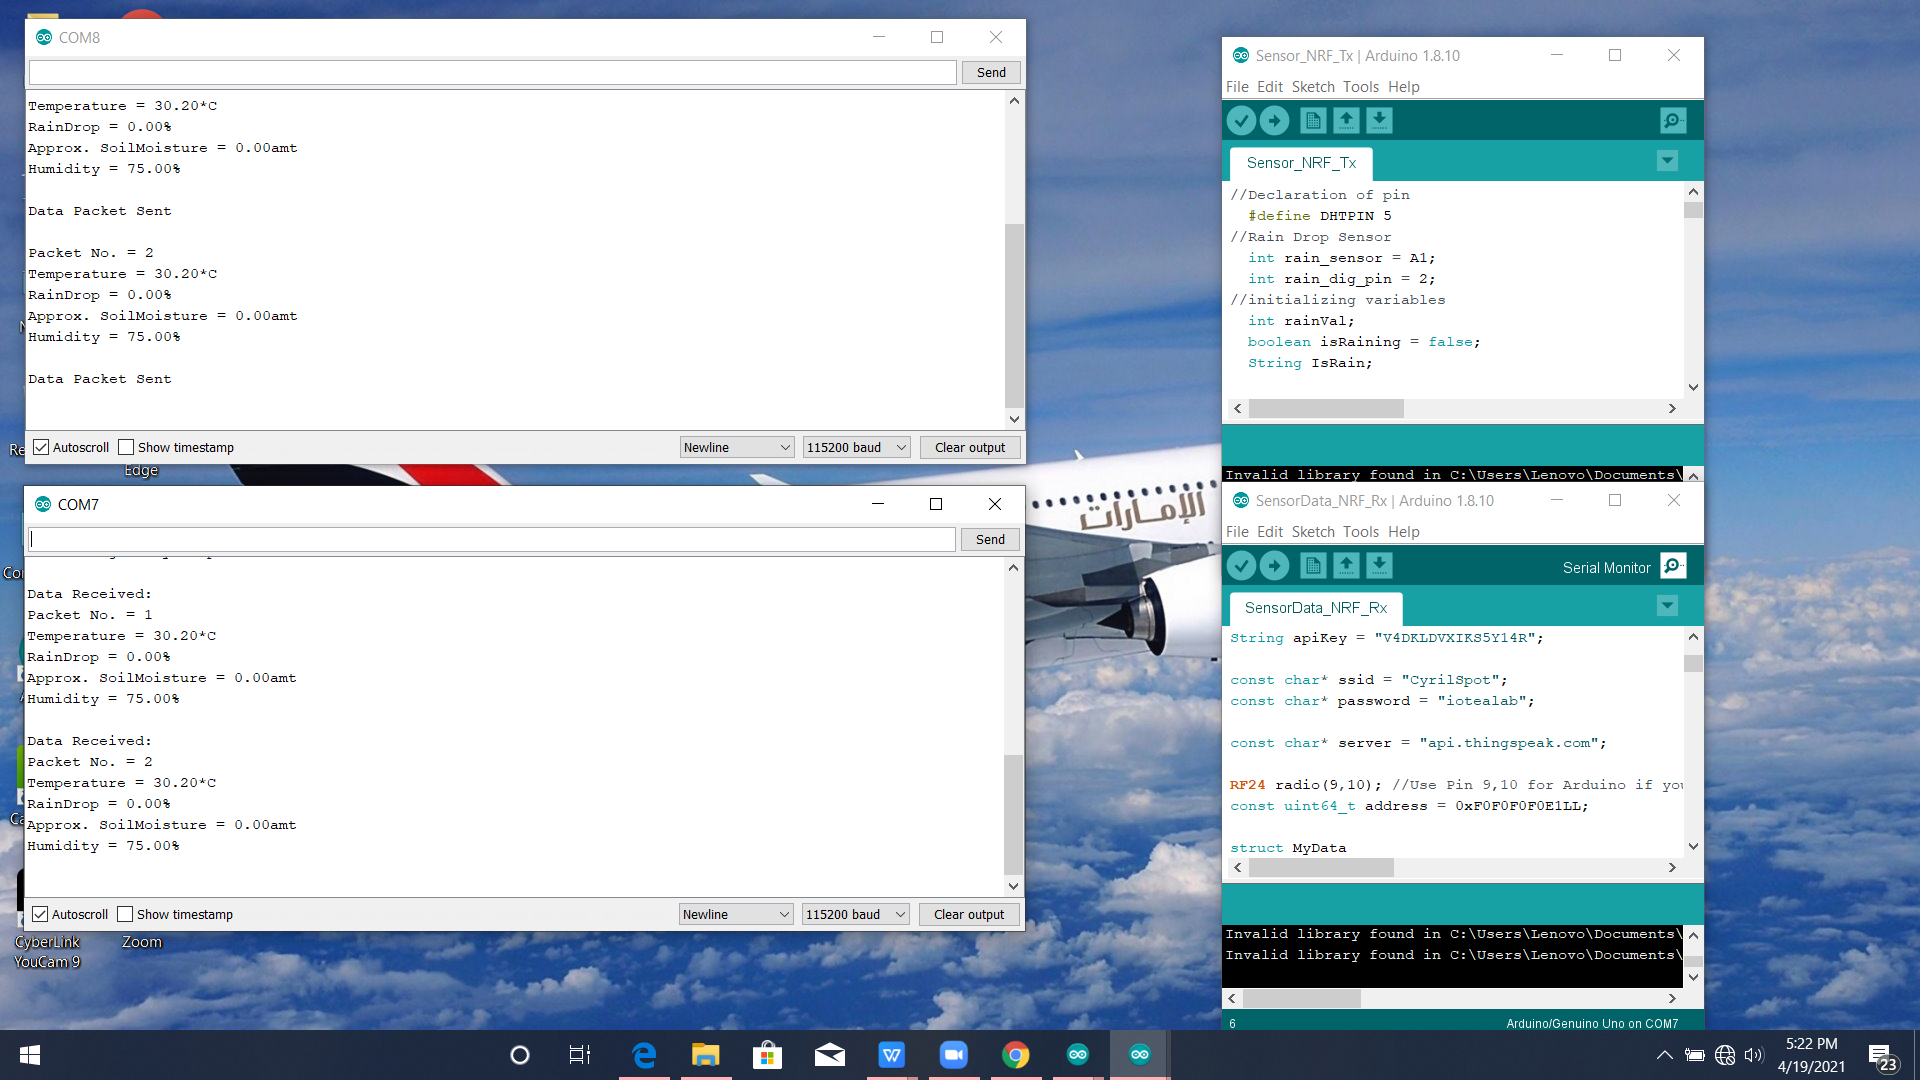 COM8
Send
Temperature = 30.20*C
RainDrop = 0.00%
Approx. SoilMoisture = 0.00amt
Humidity = 75.00%
Data Packet Sent
Packet No. = 2
Temperature = 30.20*C
RainDrop = 0.00%
Approx. SoilMoisture = 0.00amt
Humidity = 75.00%
Data Packet Sent
Autoscroll Show timestamp Newline 115200 baud Clear output
Edge
COM7
Send
Data Received:
Packet No. = 1
Temperature = 30.20*C
RainDrop = 0.00%
Approx. SoilMoisture = 0.00amt
Humidity = 75.00%
Data Received:
Packet No. = 2
Temperature = 30.20*C
RainDrop = 0.00%
Approx. SoilMoisture = 0.00amt
Humidity = 75.00%
Autoscroll Show timestamp Newline 115200 baud Clear output
CyberLink
YouCam 9
Zoom
الإمارات
Sensor_NRF_Tx | Arduino 1.8.10
File Edit Sketch Tools Help
Sensor_NRF_Tx
//Declaration of pin
#define DHTPIN 5
//Rain Drop Sensor
int rain_sensor = A1;
int rain_dig_pin = 2;
//initializing variables
int rainVal;
boolean isRaining = false;
String IsRain;
Invalid library found in C:\Users\Lenovo\Documents\
SensorData_NRF_Rx | Arduino 1.8.10
File Edit Sketch Tools Help
Serial Monitor
SensorData_NRF_Rx
String apiKey = "V4DKLDVXIKS5Y14R";
const char* ssid = "CyrilSpot";
const char* password = "iotealab";
const char* server = "api.thingspeak.com";
RF24 radio(9,10); //Use Pin 9,10 for Arduino if you
const uint64_t address = 0xF0F0F0F0E1LL;
struct MyData
Invalid library found in C:\Users\Lenovo\Documents\
Invalid library found in C:\Users\Lenovo\Documents\
6 Arduino/Genuino Uno on COM7
5:22 PM
4/19/2021
23